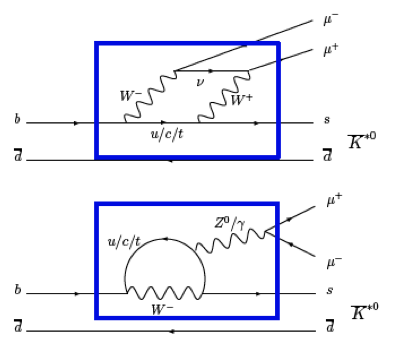 μ⁻
μ⁺
W⁻ ν W⁺
b u/c/t s
d̅ d̅ K̅*⁰
μ⁺
u/c/t Z⁰/γ
μ⁻
b W⁻ s
d̅ d̅ K̅*⁰